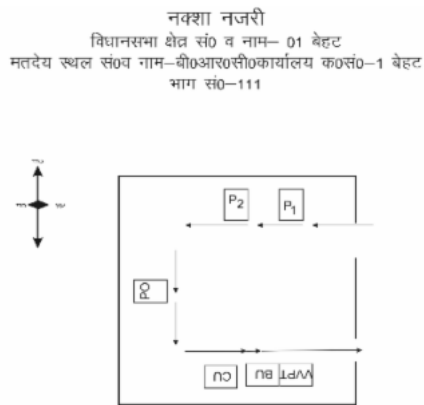 नक्शा नजरी
विधानसभा क्षेत्र सं0 व नाम– 01 बेहट
मतदेय स्थल सं0व नाम–बी0आर0सी0कार्यालय क0सं0–1 बेहट
भाग सं0–111
P2 P1
PO
CU BU VVPT